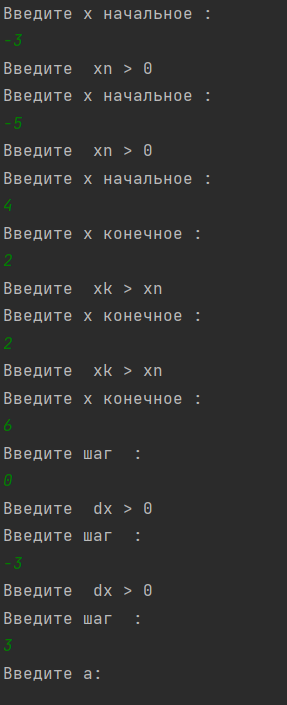 Введите х начальное :
-3
Введите  xn > 0
Введите х начальное :
-5
Введите  xn > 0
Введите х начальное :
4
Введите х конечное :
2
Введите  xk > xn
Введите х конечное :
2
Введите  xk > xn
Введите х конечное :
6
Введите шаг  :
0
Введите  dx > 0
Введите шаг  :
-3
Введите  dx > 0
Введите шаг  :
3
Введите a: